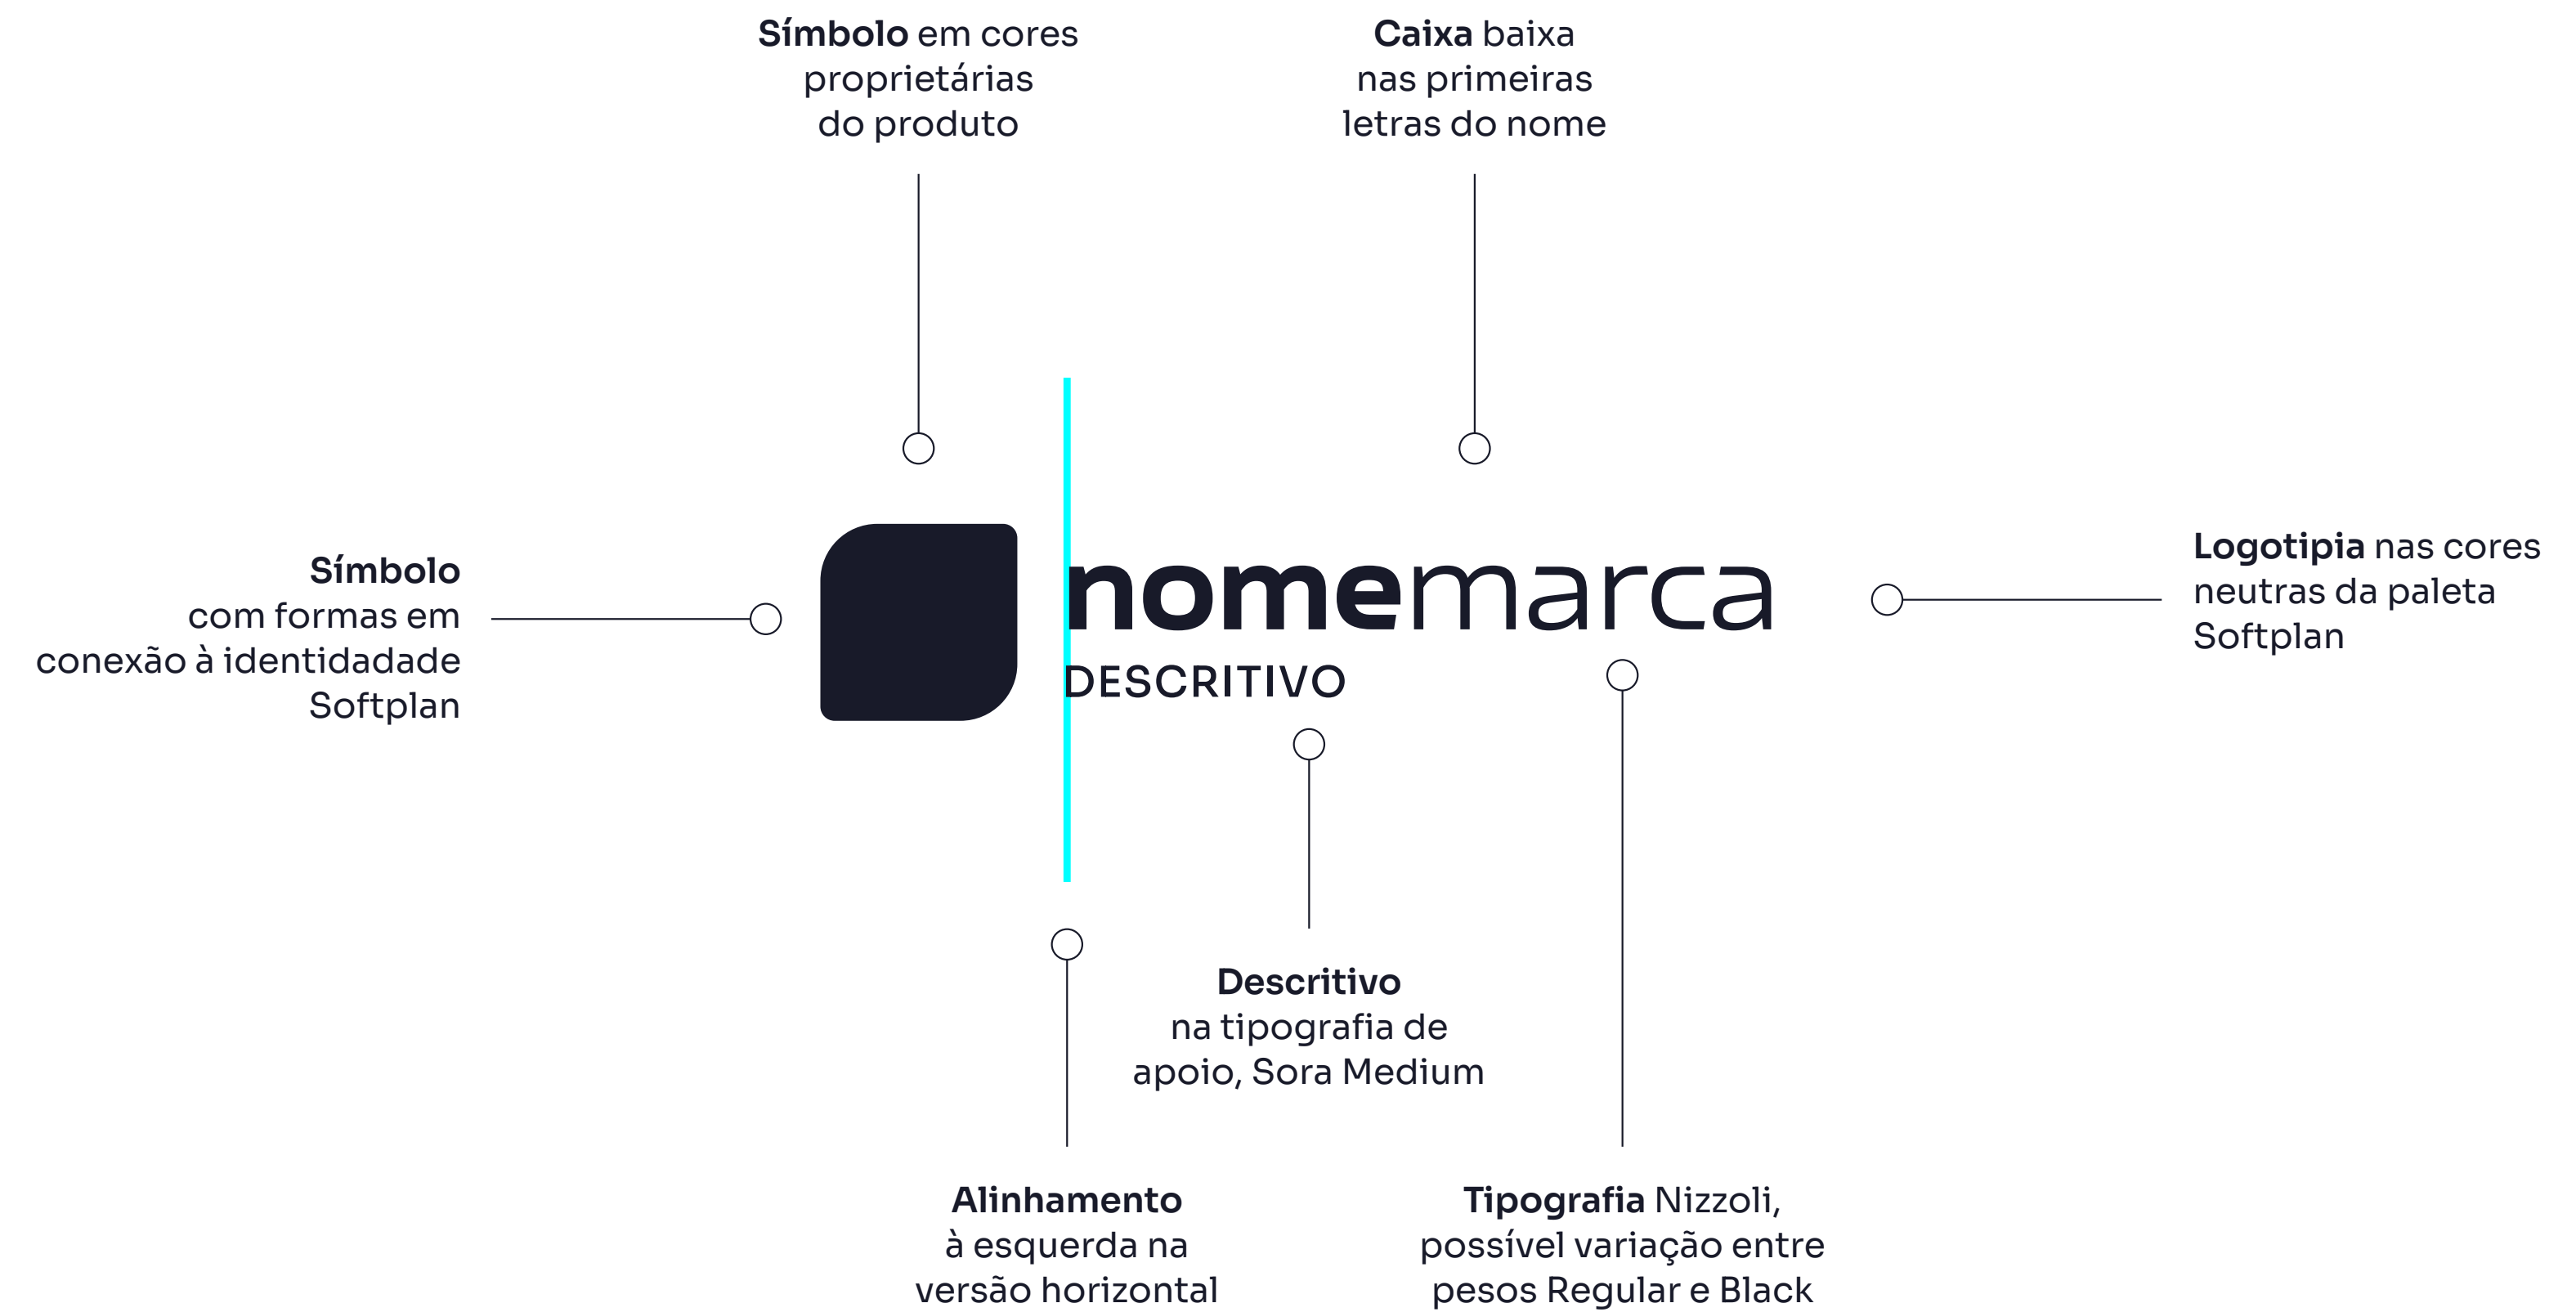 Símbolo em cores
proprietárias
do produto
Caixa baixa
nas primeiras
letras do nome
Símbolo
com formas em
conexão à identidadade
Softplan
nomemarca
DESCRITIVO
Logotipia nas cores
neutras da paleta
Softplan
Descritivo
na tipografia de
apoio, Sora Medium
Alinhamento
à esquerda na
versão horizontal
Tipografia Nizzoli,
possível variação entre
pesos Regular e Black